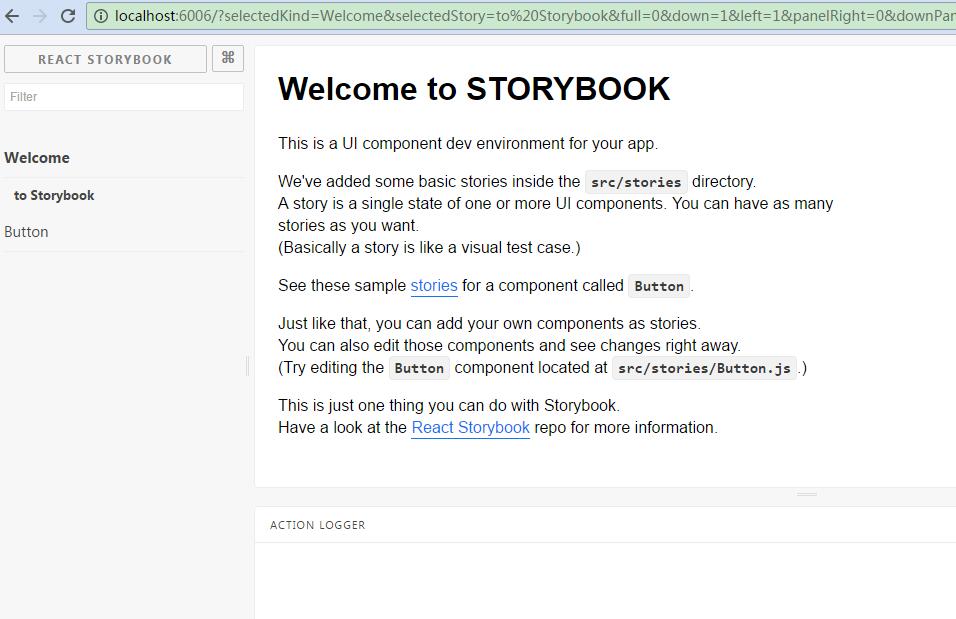 localhost:6006/?selectedKind=Welcome&selectedStory=to%20Storybook&full=0&down=1&left=1&panelRight=0&downPan
REACT STORYBOOK ⌘
Filter
Welcome
to Storybook
Button
Welcome to STORYBOOK
This is a UI component dev environment for your app.
We've added some basic stories inside the src/stories directory.
A story is a single state of one or more UI components. You can have as many
stories as you want.
(Basically a story is like a visual test case.)
See these sample stories for a component called Button.
Just like that, you can add your own components as stories.
You can also edit those components and see changes right away.
(Try editing the Button component located at src/stories/Button.js.)
This is just one thing you can do with Storybook.
Have a look at the React Storybook repo for more information.
ACTION LOGGER